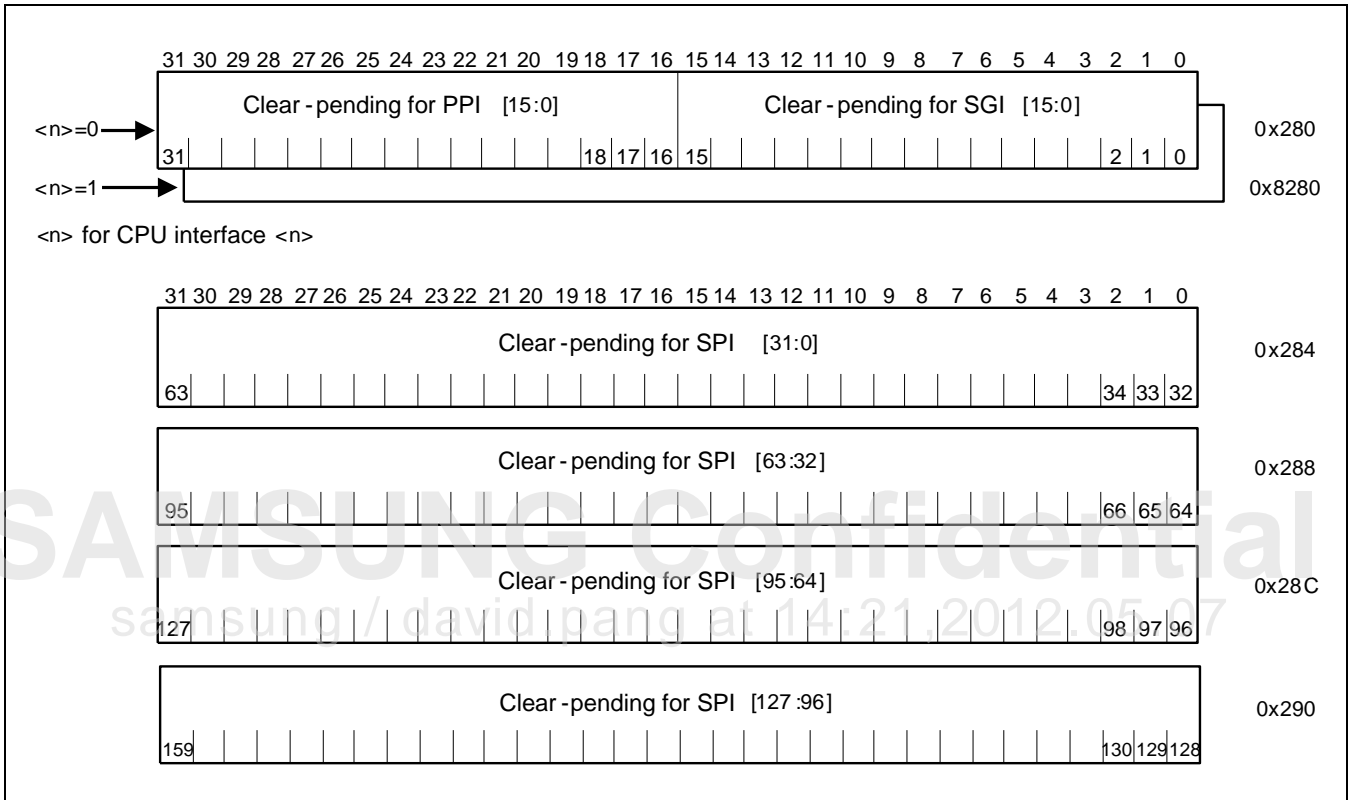 31 30 29 28 27 26 25 24 23 22 21 20 19 18 17 16 15 14 13 12 11 10 9 8 7 6 5 4 3 2 1 0
Clear-pending for PPI [15:0] Clear-pending for SGI [15:0]
<n>=0 0x280
31 18 17 16 15 2 1 0
<n>=1 0x8280
<n> for CPU interface <n>
31 30 29 28 27 26 25 24 23 22 21 20 19 18 17 16 15 14 13 12 11 10 9 8 7 6 5 4 3 2 1 0
Clear-pending for SPI [31:0] 0x284
63 34 33 32
Clear-pending for SPI [63:32] 0x288
95 66 65 64
SAMSUNG Confidential
Clear-pending for SPI [95:64] 0x28C
samsung / david.pang at 14:21,2012.05.07
127 98 97 96
Clear-pending for SPI [127:96] 0x290
159 130 129 128